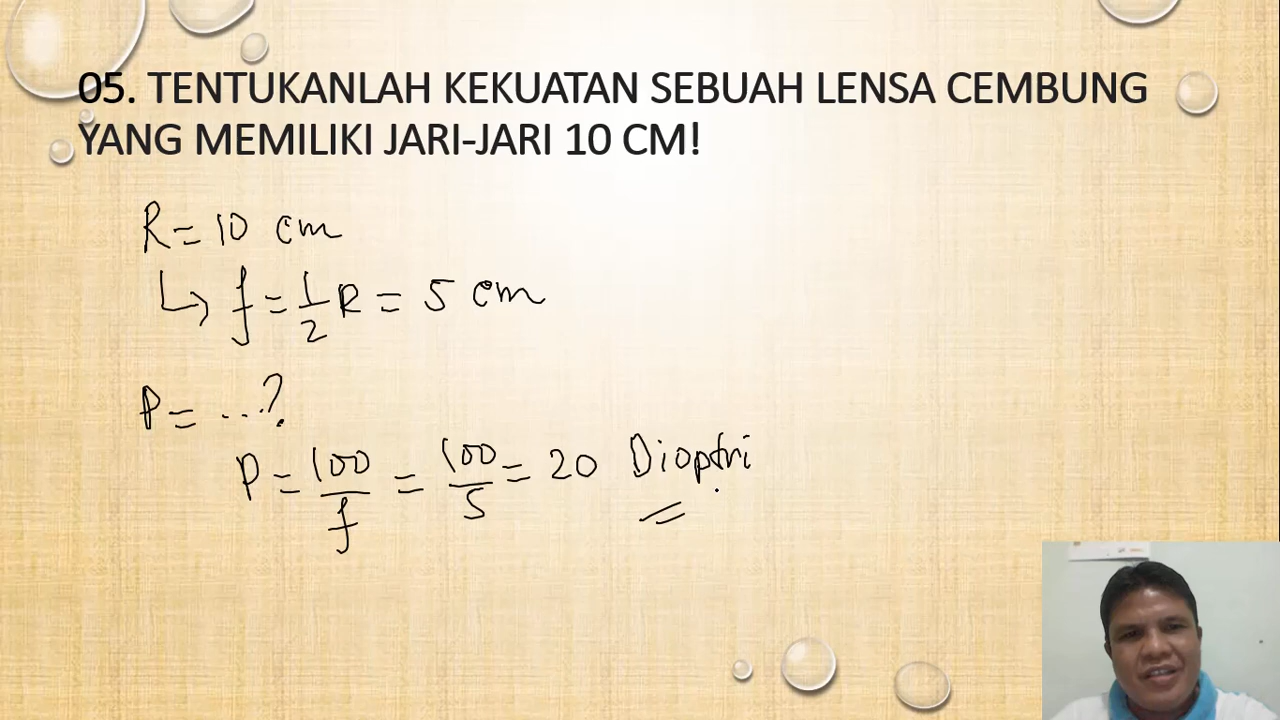 05. TENTUKANLAH KEKUATAN SEBUAH LENSA CEMBUNG
YANG MEMILIKI JARI-JARI 10 CM!
R = 10 cm
↳ f = 1/2 R = 5 cm
P = ...?
P = 100/f = 100/5 = 20 Dioptri